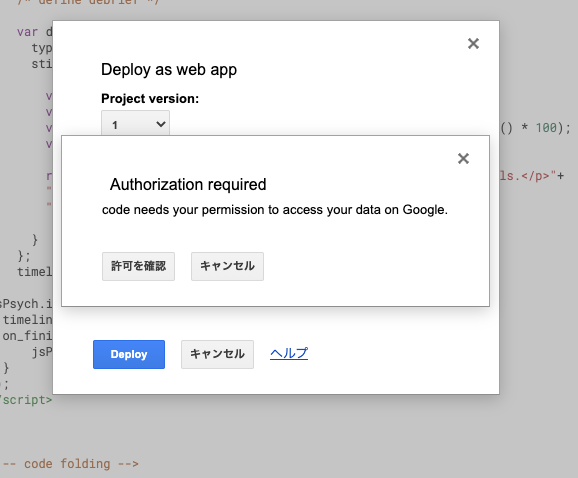 /* define debrief */
var d
typ
sti
v
v
v
() * 100);
v
r
ls.</p>"+
"
"
}
};
timel
sPsych.i
timelin
on_fini
jsP
}
);
/script>
-- code folding -->
Deploy as web app
Project version:
1
Authorization required
code needs your permission to access your data on Google.
許可を確認 キャンセル
Deploy キャンセル ヘルプ